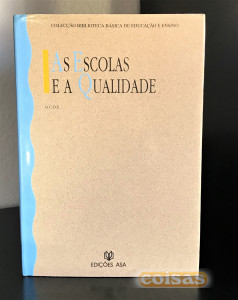 COLECÇÃO BIBLIOTECA BÁSICA DE EDUCAÇÃO E ENSINO
AS ESCOLAS
E A QUALIDADE
O.C.D.E.
EDIÇÕES ASA
coisas